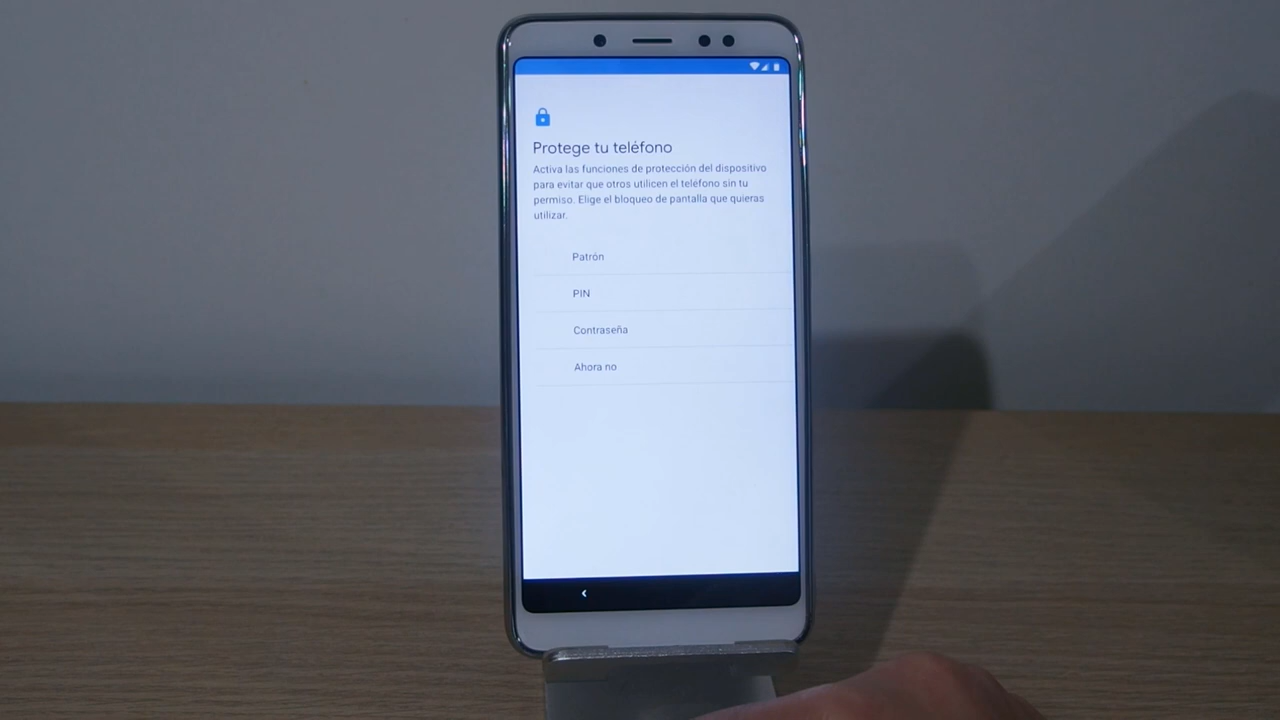 Protege tu teléfono
Activa las funciones de protección del dispositivo
para evitar que otros utilicen el teléfono sin tu
permiso. Elige el bloqueo de pantalla que quieras
utilizar.
Patrón
PIN
Contraseña
Ahora no